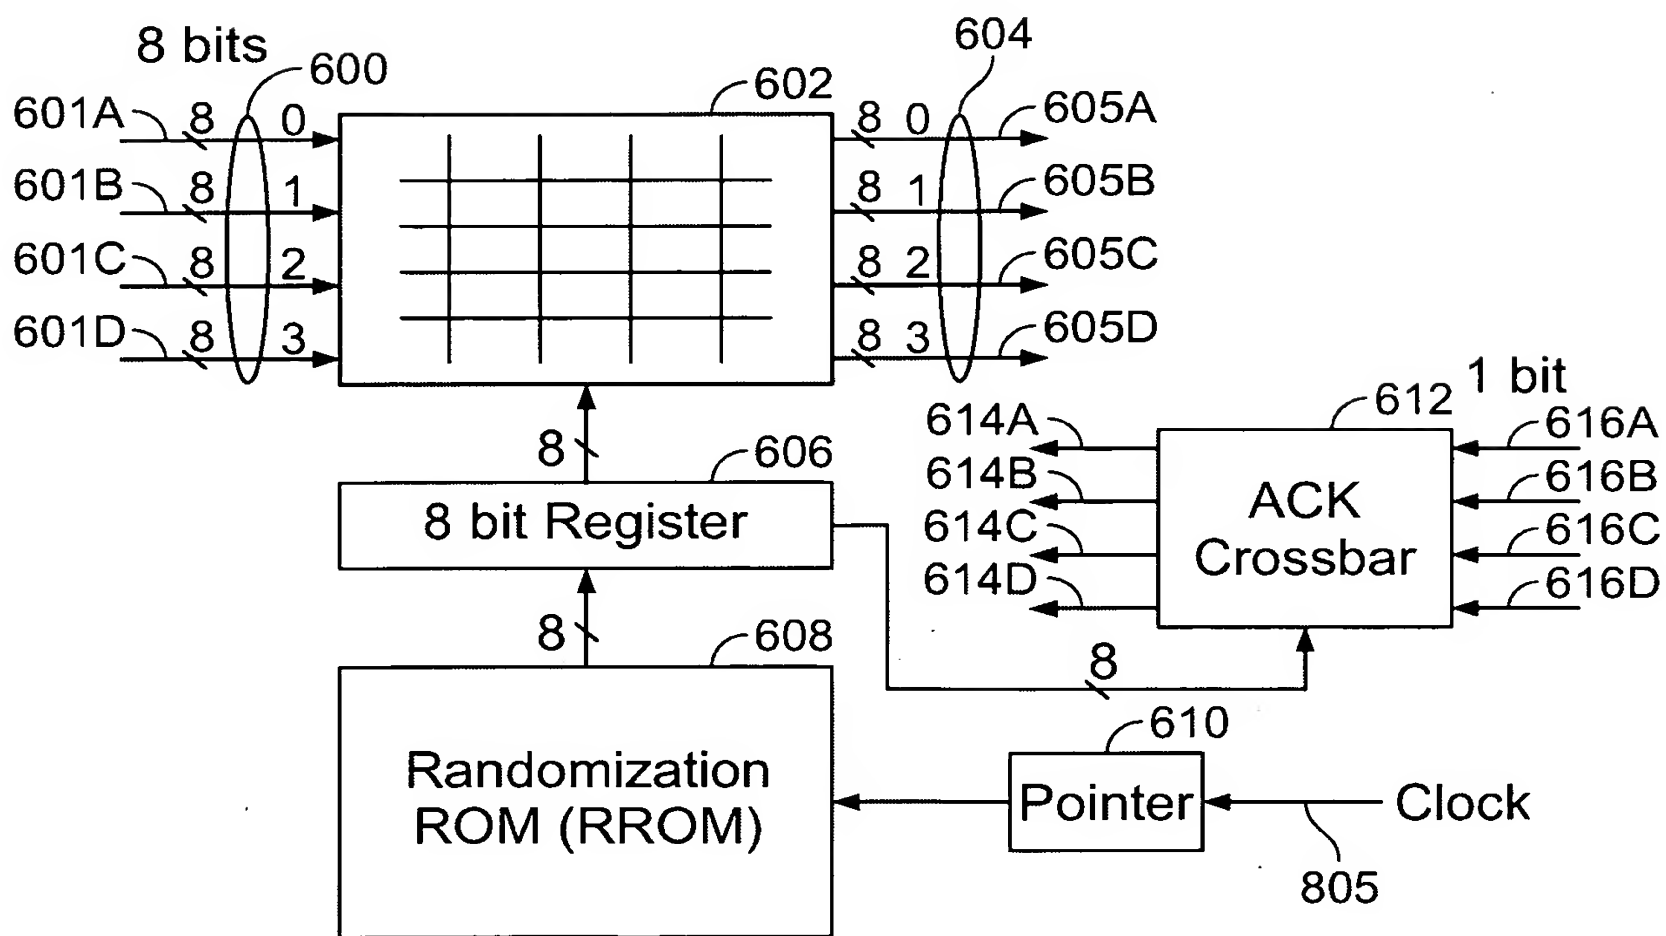 8 bits
600
604
602
601A 8 0
8 0 605A
601B 8 1
8 1 605B
601C 8 2
8 2 605C
601D 8 3
8 3 605D
1 bit
612
614A
616A
8
606
614B
616B
8 bit Register
ACK
Crossbar
614C
616C
614D
616D
8
608
8
610
Randomization
ROM (RROM)
Pointer
Clock
805